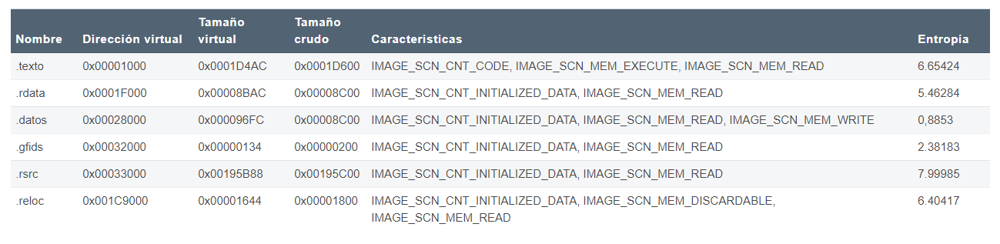 Nombre Dirección virtual Tamaño virtual Tamaño crudo Caracteristicas Entropía
.texto 0x00001000 0x0001D4AC 0x0001D600 IMAGE_SCN_CNT_CODE, IMAGE_SCN_MEM_EXECUTE, IMAGE_SCN_MEM_READ 6.65424
.rdata 0x0001F000 0x00008BAC 0x00008C00 IMAGE_SCN_CNT_INITIALIZED_DATA, IMAGE_SCN_MEM_READ 5.46284
.datos 0x00028000 0x000096FC 0x00008C00 IMAGE_SCN_CNT_INITIALIZED_DATA, IMAGE_SCN_MEM_READ, IMAGE_SCN_MEM_WRITE 0,8853
.gfids 0x00032000 0x00000134 0x00000200 IMAGE_SCN_CNT_INITIALIZED_DATA, IMAGE_SCN_MEM_READ 2.38183
.rsrc 0x00033000 0x00195B88 0x00195C00 IMAGE_SCN_CNT_INITIALIZED_DATA, IMAGE_SCN_MEM_READ 7.99985
.reloc 0x001C9000 0x00001644 0x00001800 IMAGE_SCN_CNT_INITIALIZED_DATA, IMAGE_SCN_MEM_DISCARDABLE, 6.40417
IMAGE_SCN_MEM_READ